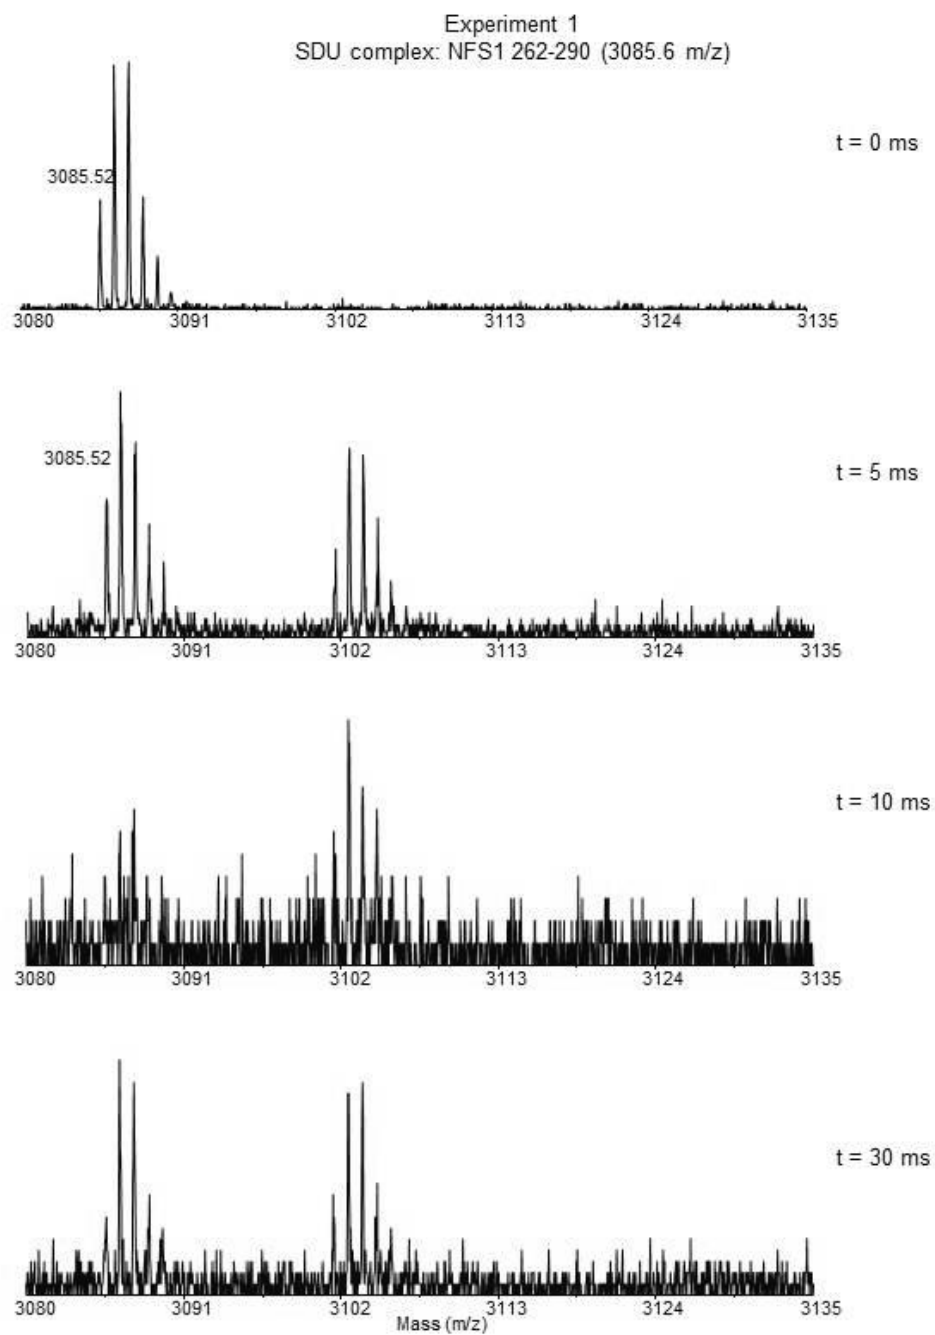 Experiment 1
SDU complex: NFS1 262-290 (3085.6 m/z)
t = 0 ms
3085.52
3080 3091 3102 3113 3124 3135
3085.52
t = 5 ms
3080 3091 3102 3113 3124 3135
t = 10 ms
3080 3091 3102 3113 3124 3135
t = 30 ms
3080 3091 3102 3113 3124 3135
Mass (m/z)